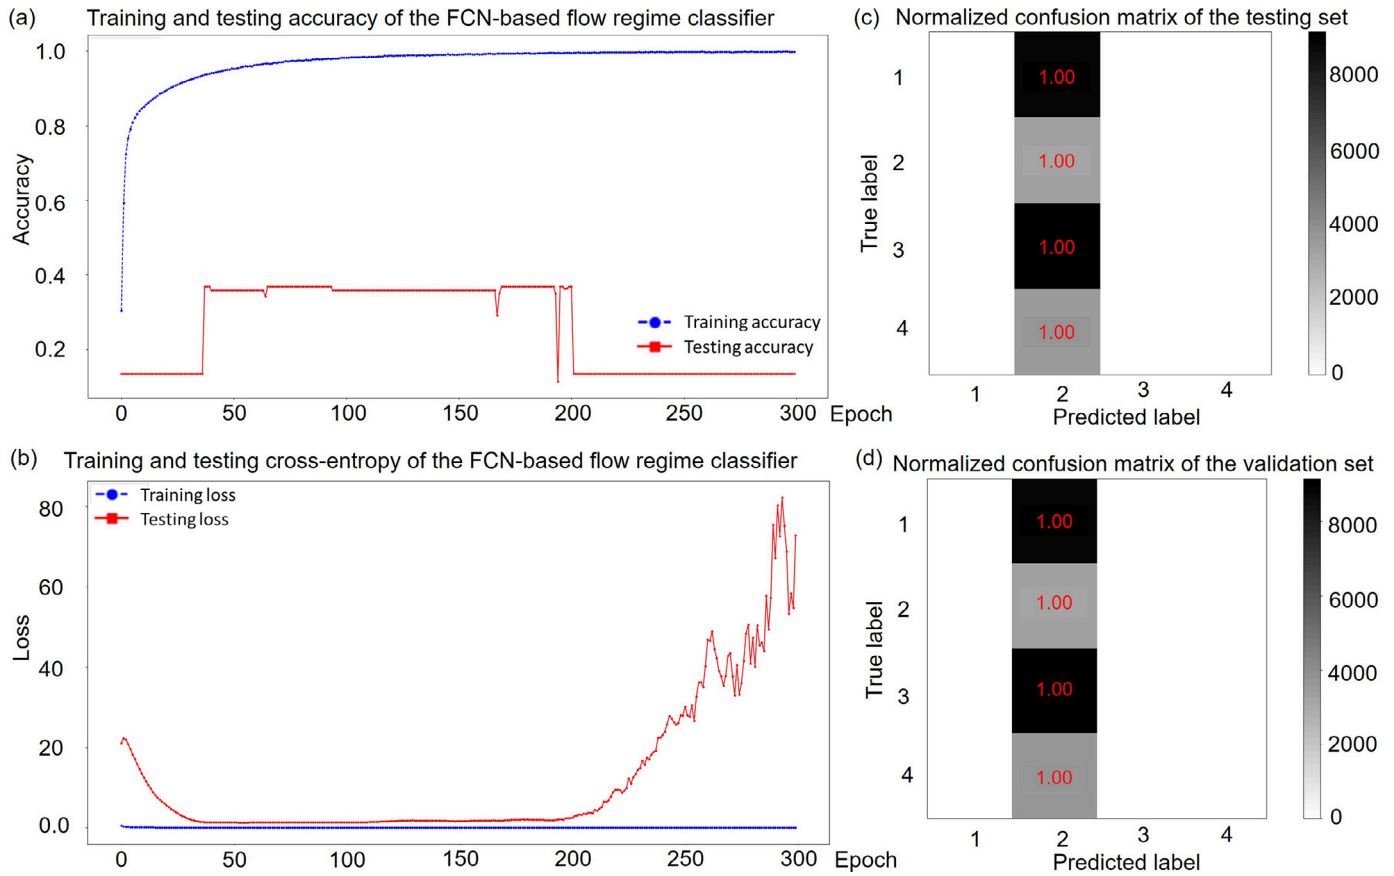 (a) Training and testing accuracy of the FCN-based flow regime classifier
1.0
0.8
0.6
0.4
0.2
Accuracy
Training accuracy
Testing accuracy
0 50 100 150 200 250 300 Epoch
(c) Normalized confusion matrix of the testing set
True label
1
2
3
4
1.00
1.00
1.00
1.00
1 2 3 4
Predicted label
8000
6000
4000
2000
0
(b) Training and testing cross-entropy of the FCN-based flow regime classifier
Training loss
Testing loss
80
60
40
20
0.0
Loss
0 50 100 150 200 250 300 Epoch
(d) Normalized confusion matrix of the validation set
True label
1
2
3
4
1.00
1.00
1.00
1.00
1 2 3 4
Predicted label
8000
6000
4000
2000
0